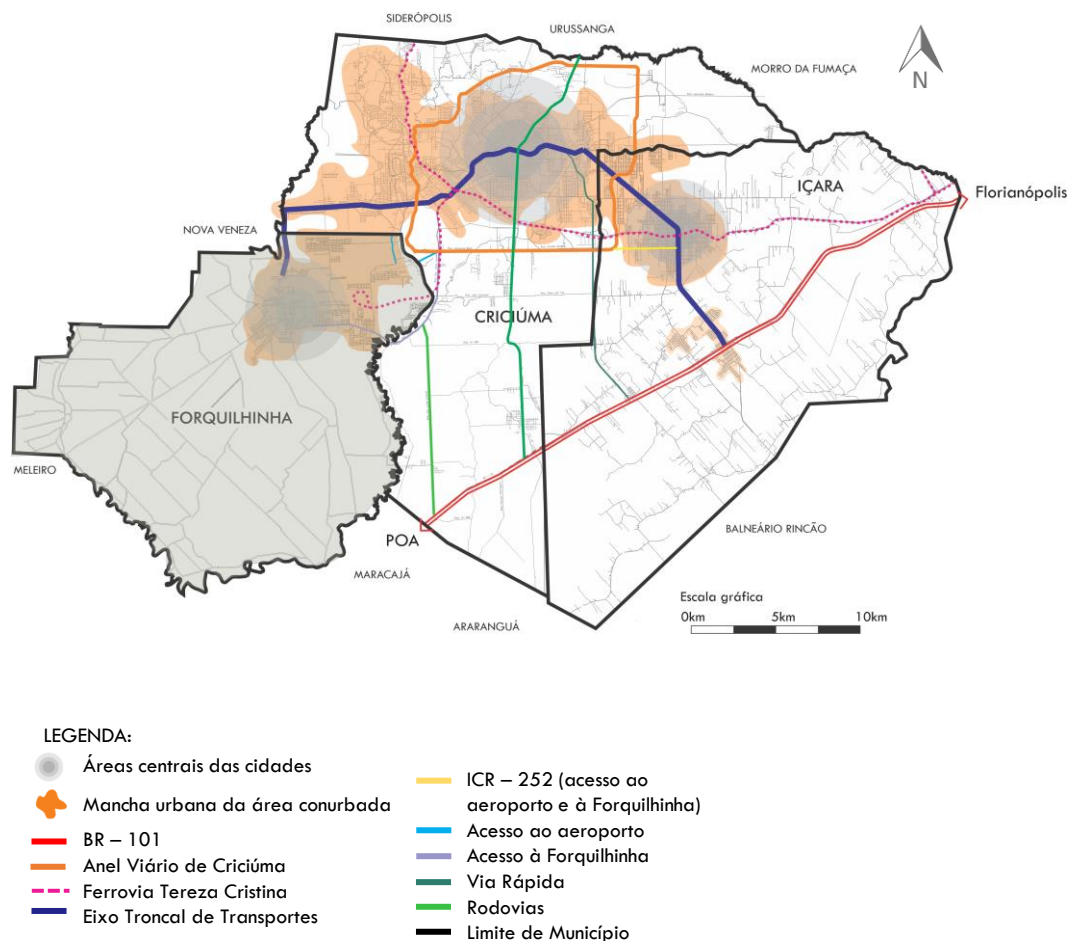 SIDERÓPOLIS
URUSSANGA
MORRO DA FUMAÇA
N
IÇARA
Florianópolis
NOVA VENEZA
CRICIÚMA
FORQUILHINHA
MELEIRO
BALNEÁRIO RINCÃO
POA
MARACAJÁ
ARARANGUÁ
Escala gráfica
0km 5km 10km
LEGENDA:
Áreas centrais das cidades
Mancha urbana da área conurbada
BR – 101
Anel Viário de Criciúma
Ferrovia Tereza Cristina
Eixo Troncal de Transportes
ICR – 252 (acesso ao
aeroporto e à Forquilhinha)
Acesso ao aeroporto
Acesso à Forquilhinha
Via Rápida
Rodovias
Limite de Município